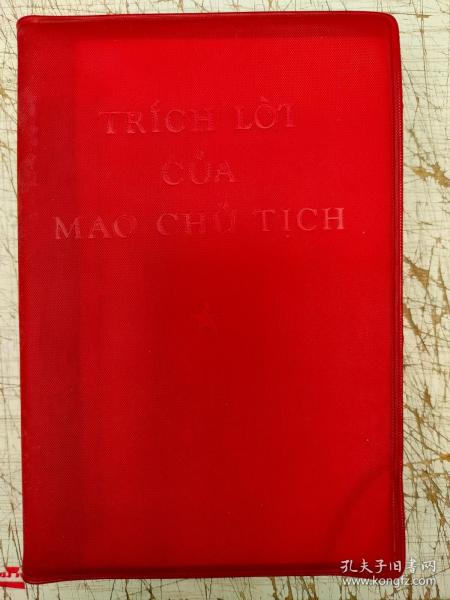 TRÍCH LỜI
CỦA
MAO CHỦ TỊCH
孔夫子旧书网
www.kongfz.com